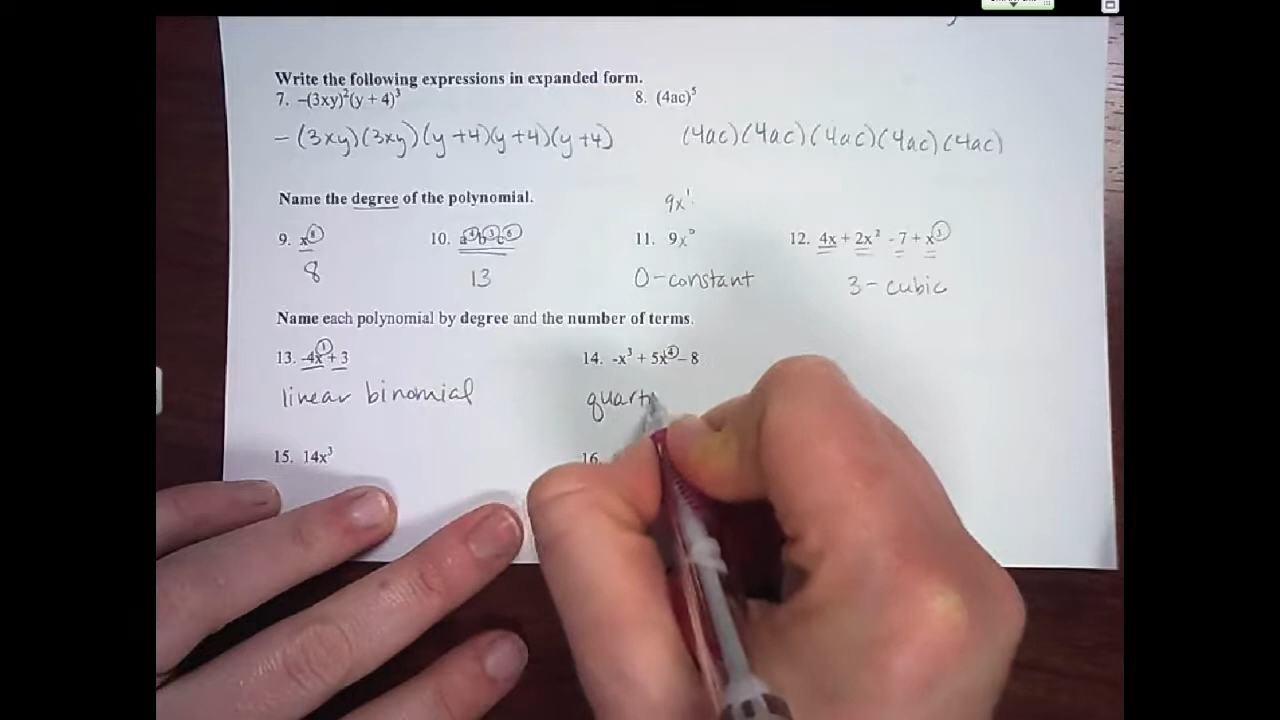 Write the following expressions in expanded form.
7. –(3xy)²(y + 4)³ 8. (4ac)⁵
– (3xy)(3xy)(y+4)(y+4)(y+4) (4ac)(4ac)(4ac)(4ac)(4ac)
Name the degree of the polynomial.
9x¹
9. x⁸ 10. 11. 9x⁰ 12. 4x + 2x² - 7 + x³
8 13 0-constant 3-cubic
Name each polynomial by degree and the number of terms.
13. -4x¹ + 3 14. -x³ + 5x⁴ – 8
linear binomial quart
15. 14x³ 16.